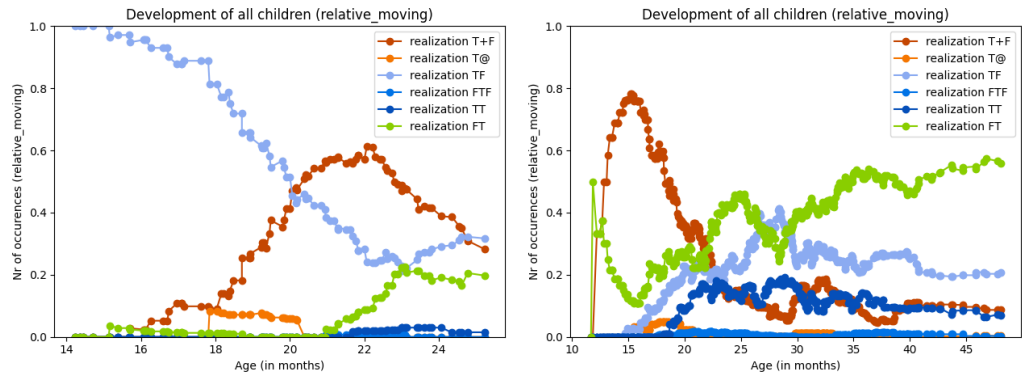 Development of all children (relative_moving)
Nr of occurences (relative_moving)
1.0
0.8
0.6
0.4
0.2
0.0
realization T+F
realization T@
realization TF
realization FTF
realization TT
realization FT
14 16 18 20 22 24
Age (in months)
Development of all children (relative_moving)
Nr of occurences (relative_moving)
1.0
0.8
0.6
0.4
0.2
0.0
realization T+F
realization T@
realization TF
realization FTF
realization TT
realization FT
10 15 20 25 30 35 40 45
Age (in months)